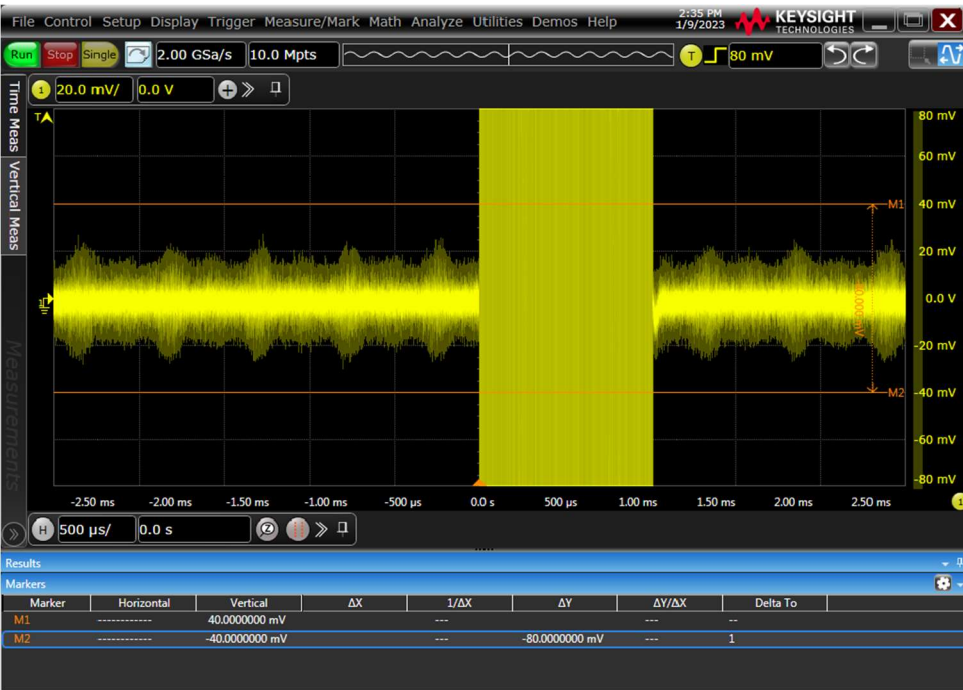 File Control Setup Display Trigger Measure/Mark Math Analyze Utilities Demos Help
2:35 PM
1/9/2023
KEYSIGHT
TECHNOLOGIES
Run Stop Single 2.00 GSa/s 10.0 Mpts T 80 mV
Time Meas
Vertical Meas
Measurements
1 20.0 mV/ 0.0 V
T
80 mV
60 mV
M1 40 mV
20 mV
0.0 V
-20 mV
M2 -40 mV
-60 mV
-80 mV
-2.50 ms -2.00 ms -1.50 ms -1.00 ms -500 µs 0.0 s 500 µs 1.00 ms 1.50 ms 2.00 ms 2.50 ms 1
H 500 µs/ 0.0 s
Results
Markers
Marker Horizontal Vertical ΔX 1/ΔX ΔY ΔY/ΔX Delta To
M1 ------------ 40.0000000 mV --- --- --
M2 ------------ -40.0000000 mV --- -80.0000000 mV --- 1